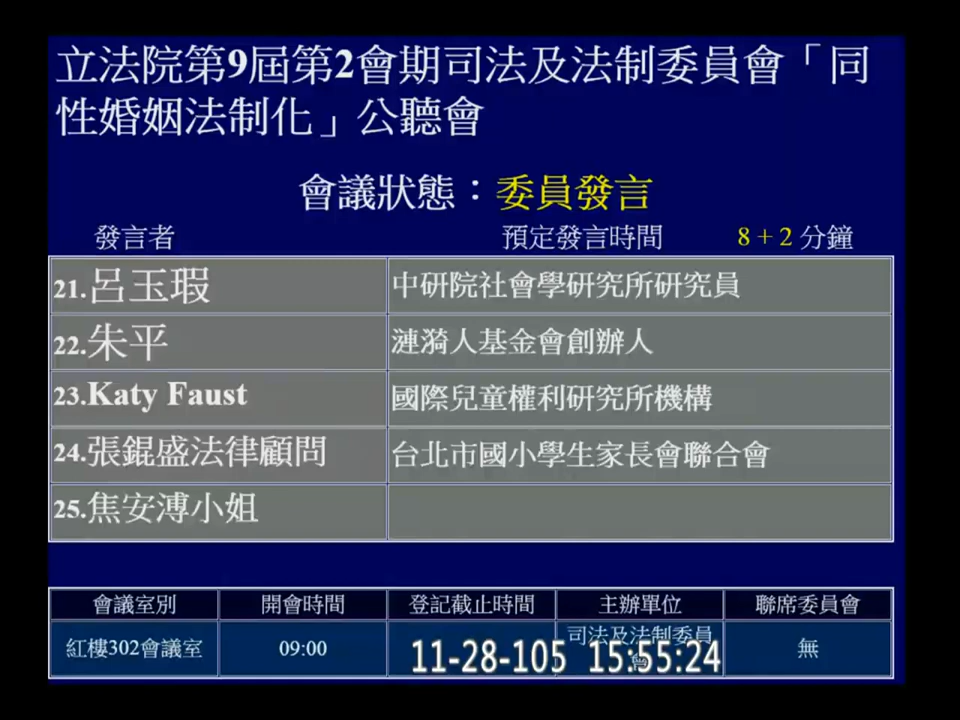 立法院第9屆第2會期司法及法制委員會「同
性婚姻法制化」公聽會
會議狀態：委員發言
發言者 預定發言時間 8+2 分鐘
21.呂玉瑕 中研院社會學研究所研究員
22.朱平 漣漪人基金會創辦人
23.Katy Faust 國際兒童權利研究所機構
24.張錕盛法律顧問 台北市國小學生家長會聯合會
25.焦安溥小姐
會議室別 開會時間 登記截止時間 主辦單位 聯席委員會
紅樓302會議室 09:00 司法及法制委員會 無
11-28-105 15:55:24